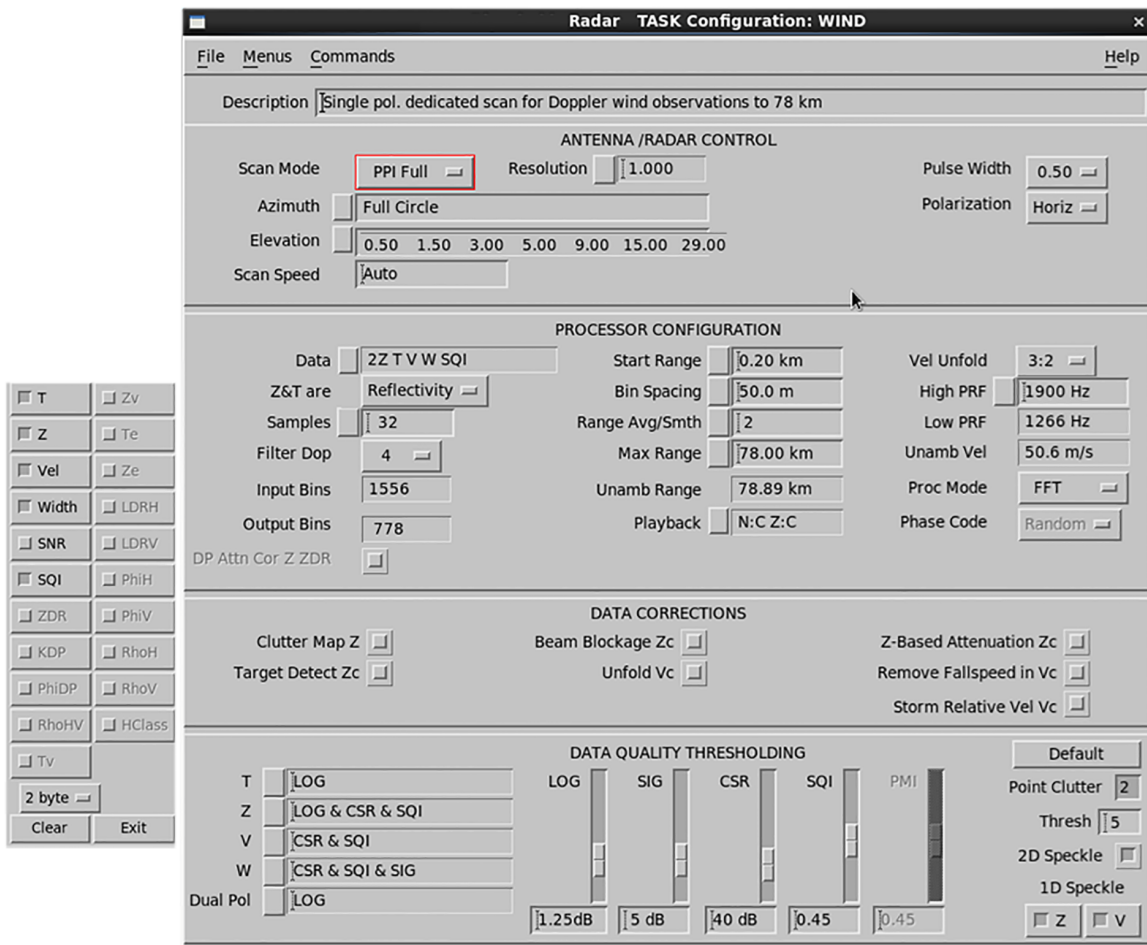 Radar TASK Configuration: WIND
File Menus Commands Help
Description Single pol. dedicated scan for Doppler wind observations to 78 km
ANTENNA /RADAR CONTROL
Scan Mode PPI Full Resolution 1.000 Pulse Width 0.50
Azimuth Full Circle Polarization Horiz
Elevation 0.50 1.50 3.00 5.00 9.00 15.00 29.00
Scan Speed Auto
PROCESSOR CONFIGURATION
Data 2Z T V W SQI Start Range 0.20 km Vel Unfold 3:2
Z&T are Reflectivity Bin Spacing 50.0 m High PRF 1900 Hz
Samples 32 Range Avg/Smth 2 Low PRF 1266 Hz
Filter Dop 4 Max Range 78.00 km Unamb Vel 50.6 m/s
Input Bins 1556 Unamb Range 78.89 km Proc Mode FFT
Output Bins 778 Playback N:C Z:C Phase Code Random
DP Attn Cor Z ZDR
DATA CORRECTIONS
Clutter Map Z Beam Blockage Zc Z-Based Attenuation Zc
Target Detect Zc Unfold Vc Remove Fallspeed in Vc
Storm Relative Vel Vc
DATA QUALITY THRESHOLDING Default
T LOG LOG SIG CSR SQI PMI Point Clutter 2
Z LOG & CSR & SQI Thresh 5
V CSR & SQI 2D Speckle
W CSR & SQI & SIG 1D Speckle
Dual Pol LOG 1.25dB 5 dB 40 dB 0.45 0.45 Z V
T Zv
Z Te
Vel Ze
Width LDRH
SNR LDRV
SQI PhiH
ZDR PhiV
KDP RhoH
PhiDP RhoV
RhoHV HClass
Tv
2 byte
Clear Exit